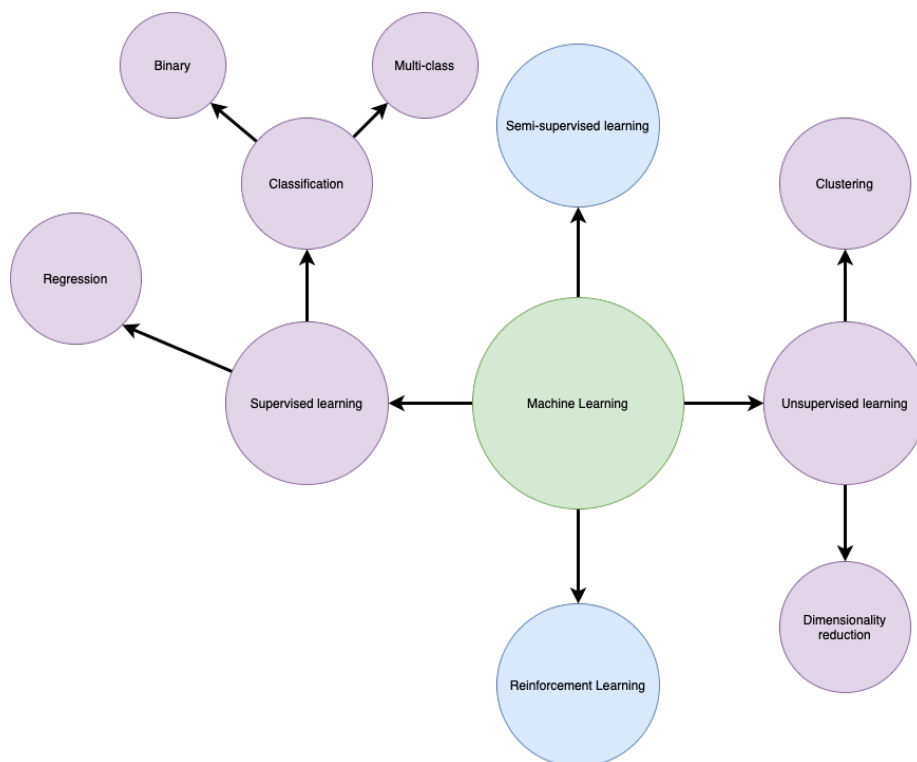 Binary
Multi-class
Semi-supervised learning
Classification
Clustering
Regression
Supervised learning
Machine Learning
Unsupervised learning
Dimensionality
reduction
Reinforcement Learning